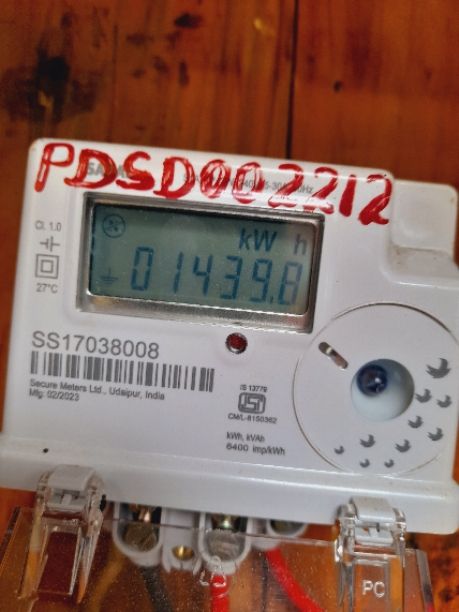 PDSD002212
Cl. 1.0
27°C
kW h
01439.8
SS17038008
Secure Meters Ltd., Udaipur, India
Mfg: 02/2023
IS 13779
CM/L-8150362
kWh, kVAh
6400 imp/kWh
PC